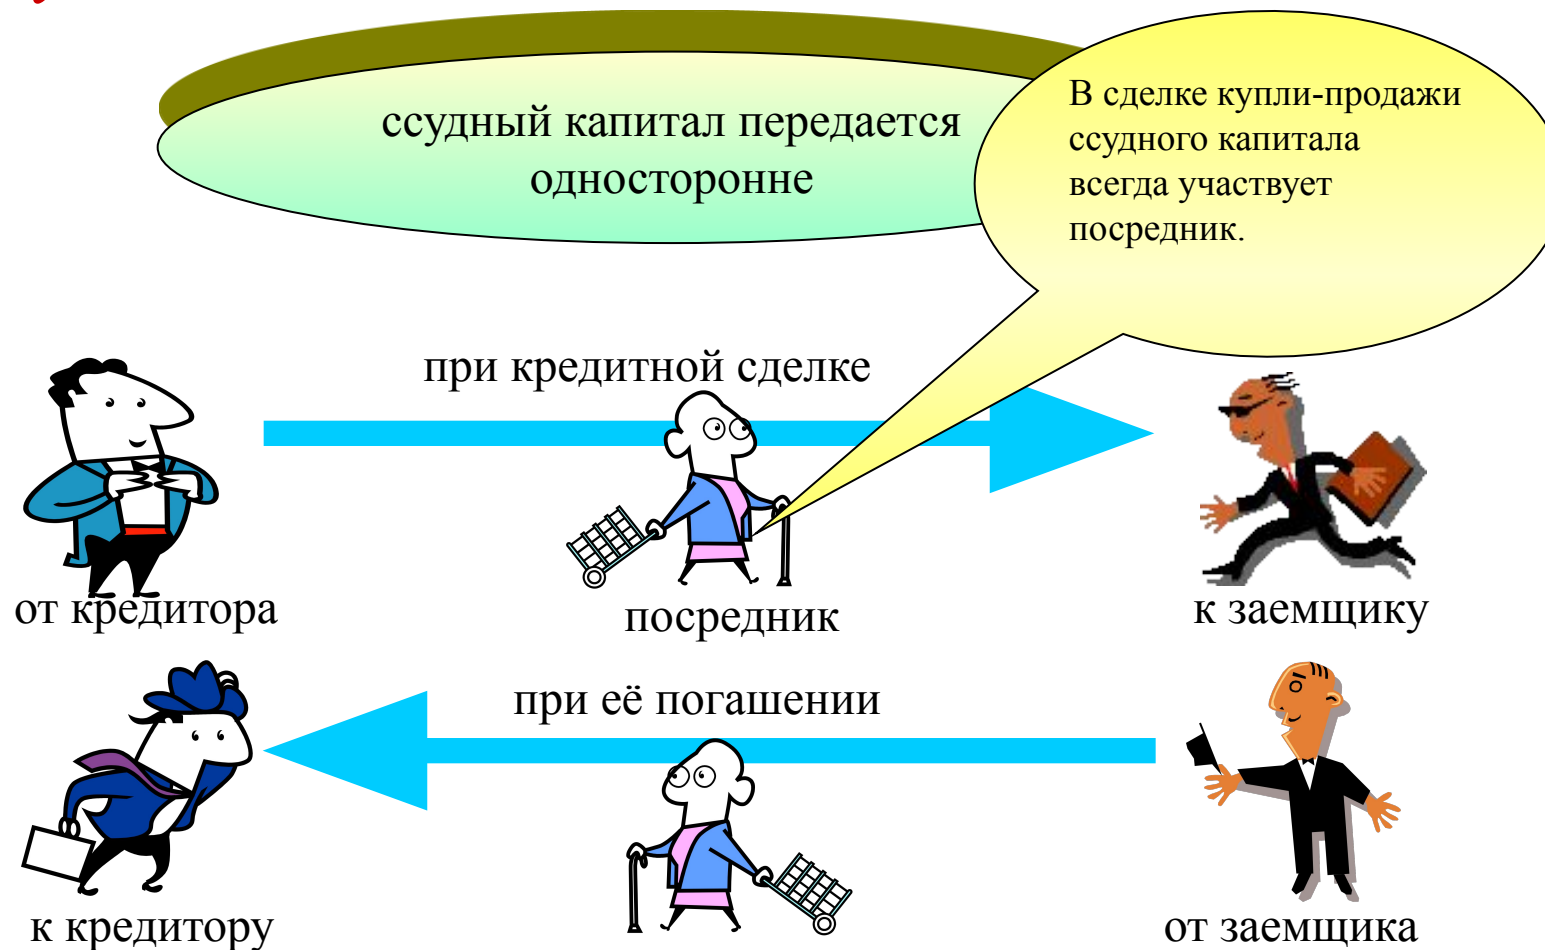 ссудный капитал передается
односторонне
В сделке купли-продажи
ссудного капитала
всегда участвует
посредник.
при кредитной сделке
от кредитора
посредник
к заемщику
при её погашении
к кредитору
от заемщика